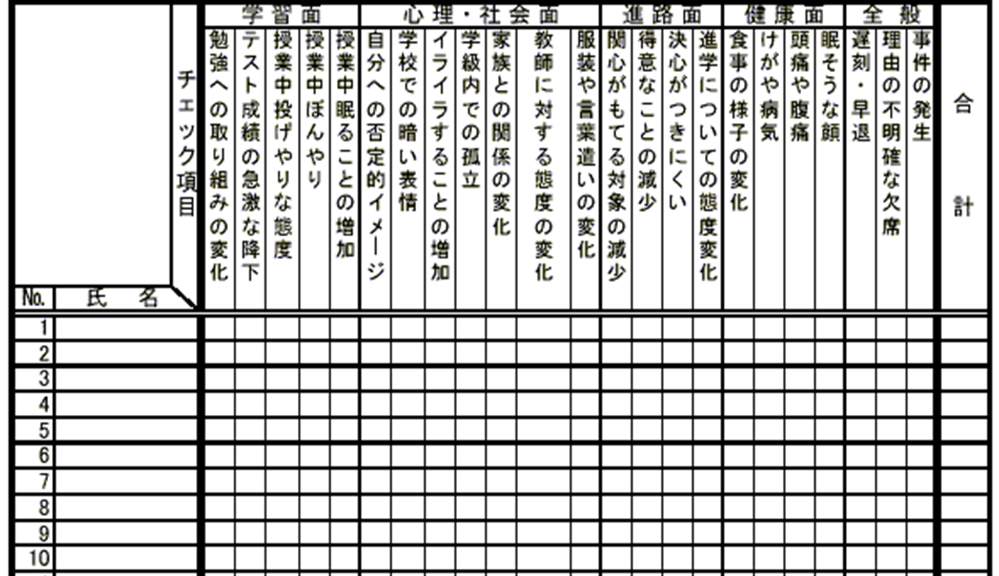 学習面
心理・社会面
進路面
健康面
全般
合計
チェック項目
勉強への取り組みの変化
テスト成績の急激な降下
授業中投げやりな態度
授業中ぼんやり
授業中眠ることの増加
自分への否定的イメージ
学校での暗い表情
イライラすることの増加
学級内での孤立
家族との関係の変化
教師に対する態度の変化
服装や言葉遣いの変化
関心がもてる対象の減少
得意なことの減少
決心がつきにくい
進学についての態度変化
食事の様子の変化
けがや病気
頭痛や腹痛
眠そうな顔
遅刻・早退
理由の不明確な欠席
事件の発生
No.
氏名
1
2
3
4
5
6
7
8
9
10